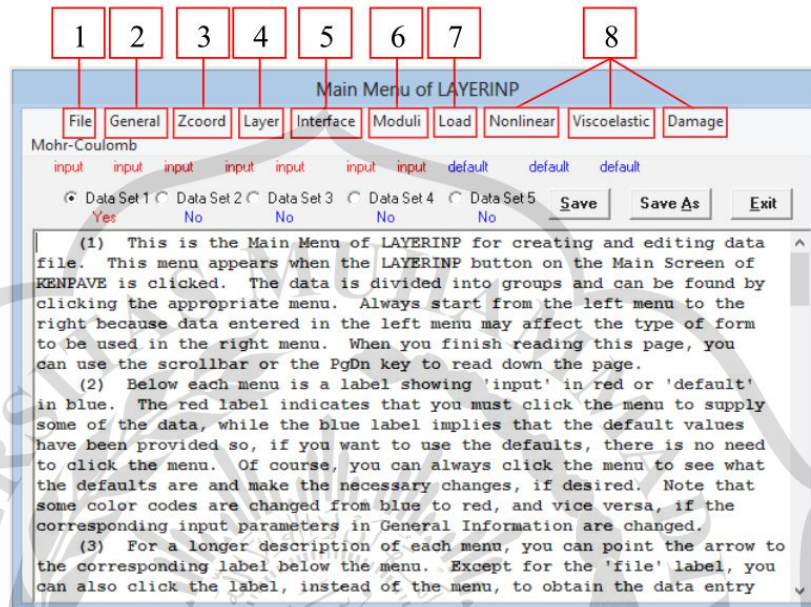 1 2 3 4 5 6 7 8
Main Menu of LAYERINP
File General Zcoord Layer Interface Moduli Load Nonlinear Viscoelastic Damage
Mohr-Coulomb
input input input input input input input default default default
Data Set 1 Data Set 2 Data Set 3 Data Set 4 Data Set 5 Save Save As Exit
Yes No No No No
(1) This is the Main Menu of LAYERINP for creating and editing data
file. This menu appears when the LAYERINP button on the Main Screen of
KENPAVE is clicked. The data is divided into groups and can be found by
clicking the appropriate menu. Always start from the left menu to the
right because data entered in the left menu may affect the type of form
to be used in the right menu. When you finish reading this page, you
can use the scrollbar or the PgDn key to read down the page.
(2) Below each menu is a label showing 'input' in red or 'default'
in blue. The red label indicates that you must click the menu to supply
some of the data, while the blue label implies that the default values
have been provided so, if you want to use the defaults, there is no need
to click the menu. Of course, you can always click the menu to see what
the defaults are and make the necessary changes, if desired. Note that
some color codes are changed from blue to red, and vice versa, if the
corresponding input parameters in General Information are changed.
(3) For a longer description of each menu, you can point the arrow to
the corresponding label below the menu. Except for the 'file' label, you
can also click the label, instead of the menu, to obtain the data entry